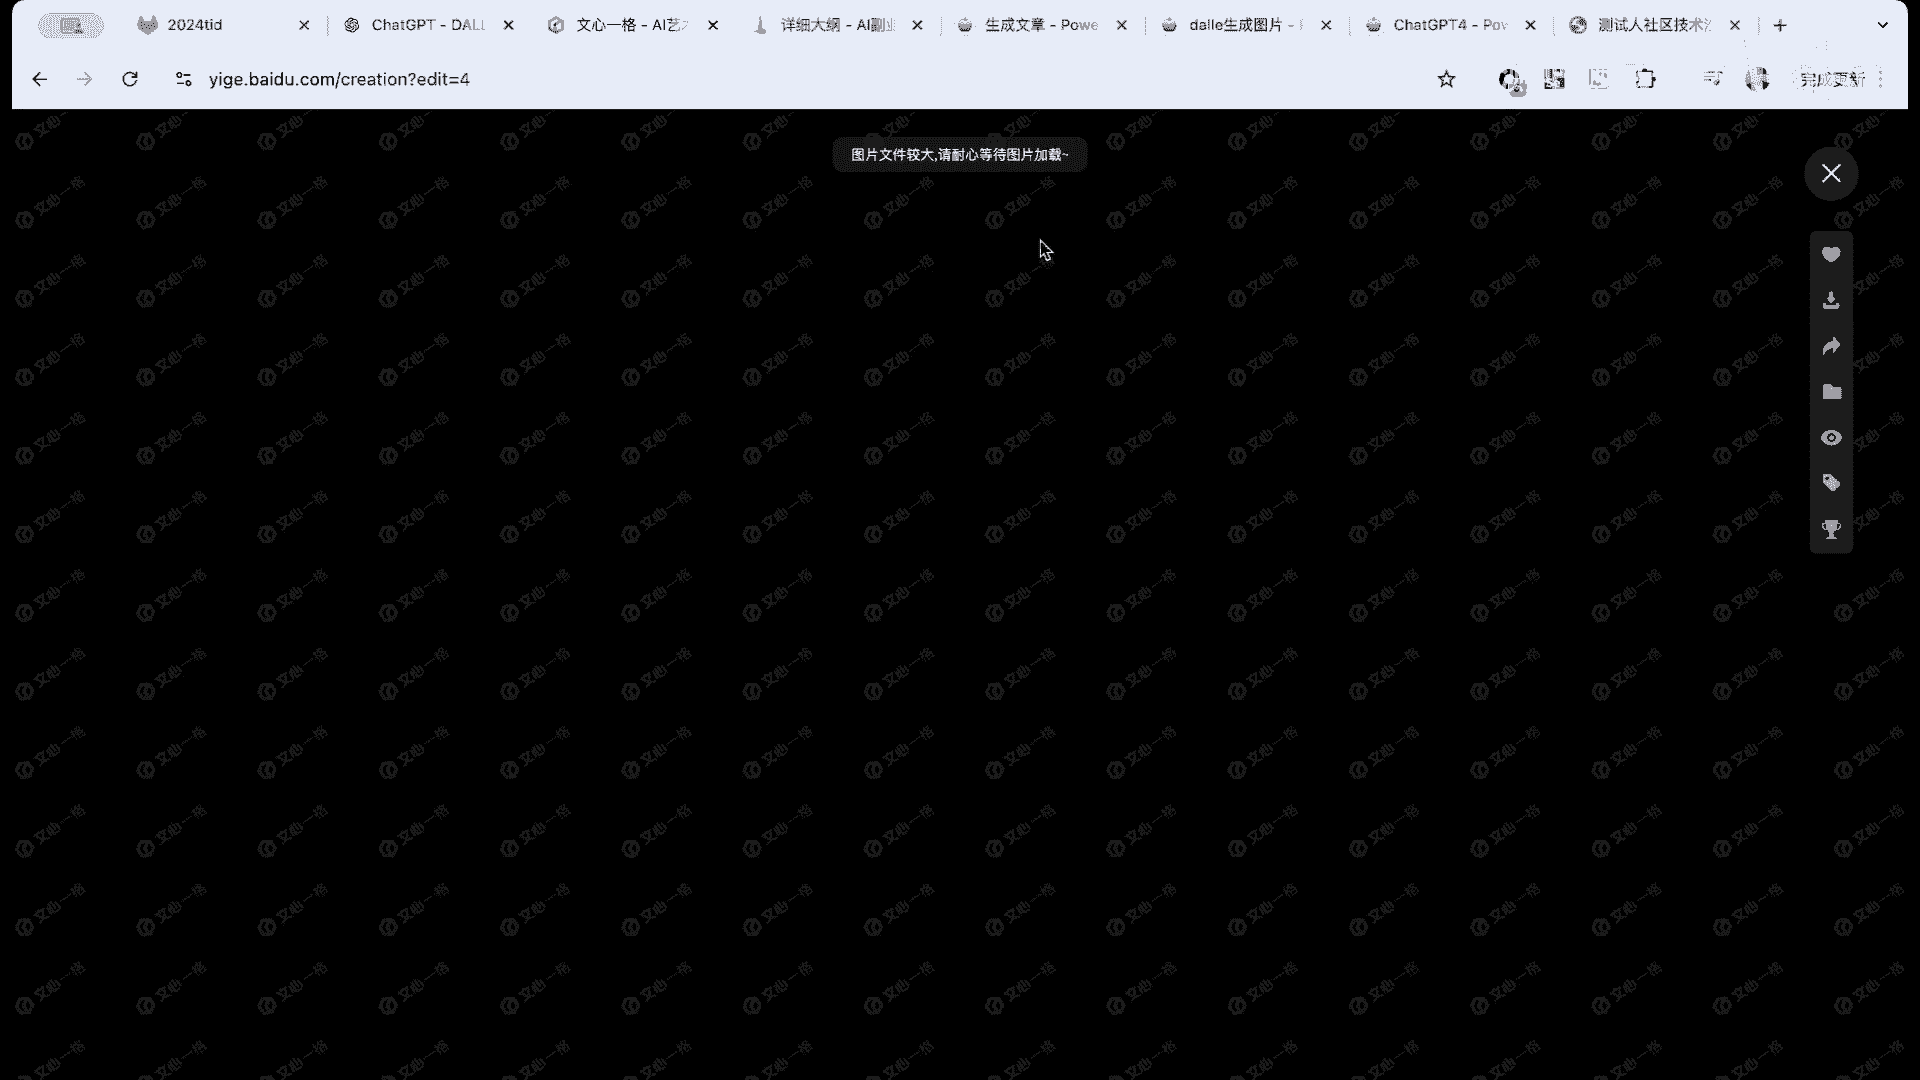 2024tid
ChatGPT - DALL
文心一格 - AI艺
详细大纲 - AI副业
生成文章 - Powe
dalle生成图片 -
ChatGPT4 - Pow
测试人社区技术沙
yige.baidu.com/creation?edit=4
完成更新
图片文件较大,请耐心等待图片加载~
文心一格